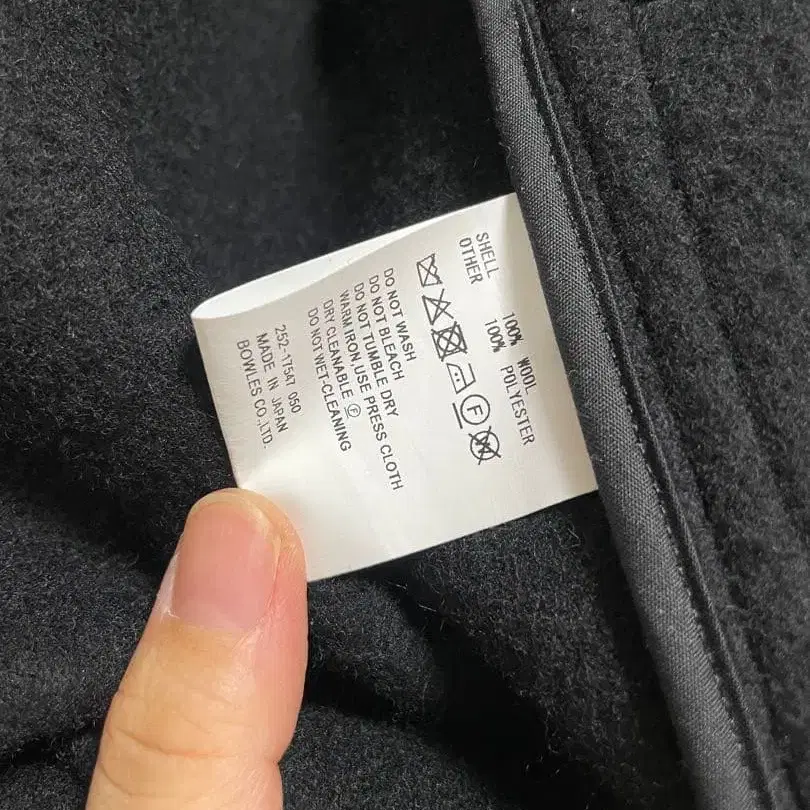 SHELL 100% WOOL
OTHER 100% POLYESTER
F W
DO NOT WASH
DO NOT BLEACH
DO NOT TUMBLE DRY
WARM IRON,USE PRESS CLOTH
DRY CLEANABLE Ⓕ
DO NOT WET-CLEANING
252-17547 050
MADE IN JAPAN
BOWLES CO.,LTD.